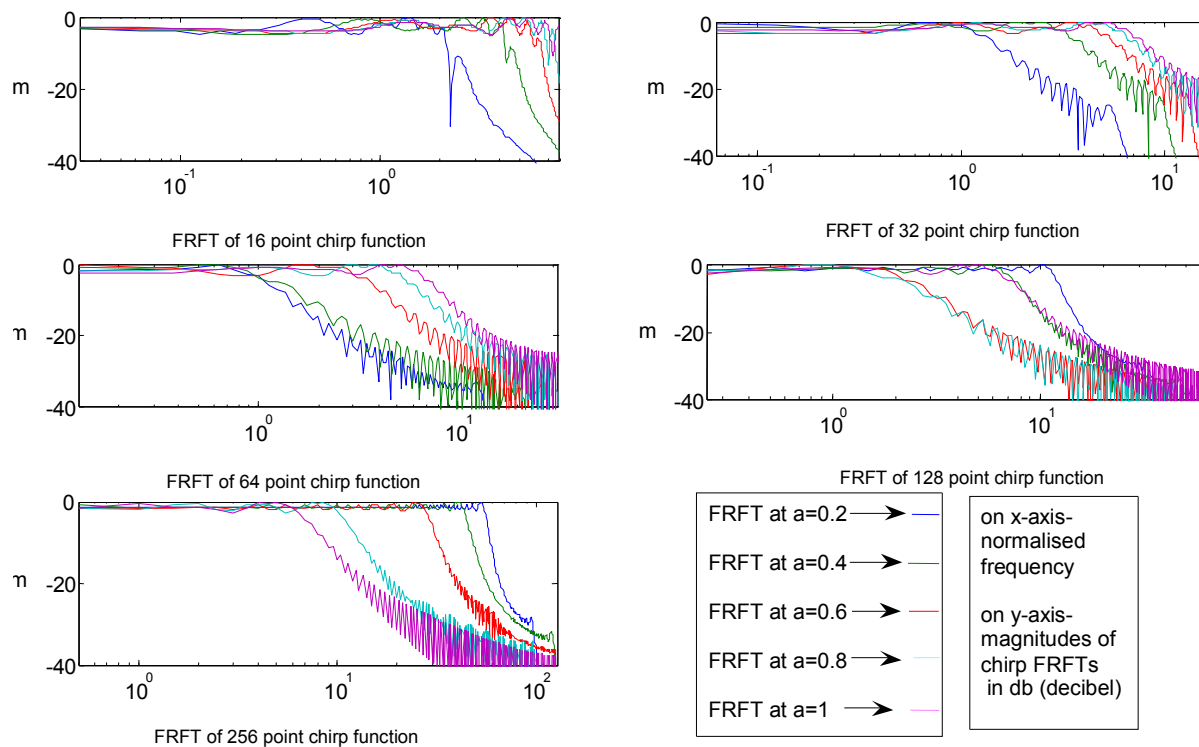 0
m
-20
-40
10^-1
10^0
FRFT of 16 point chirp function
0
m
-20
-40
10^-1
10^0
10^1
FRFT of 32 point chirp function
0
m
-20
-40
10^0
10^1
FRFT of 64 point chirp function
0
m
-20
-40
10^0
10^1
FRFT of 128 point chirp function
0
m
-20
-40
10^0
10^1
10^2
FRFT of 256 point chirp function
FRFT at a=0.2
FRFT at a=0.4
FRFT at a=0.6
FRFT at a=0.8
FRFT at a=1
on x-axis-
normalised
frequency
on y-axis-
magnitudes of
chirp FRFTs
in db (decibel)